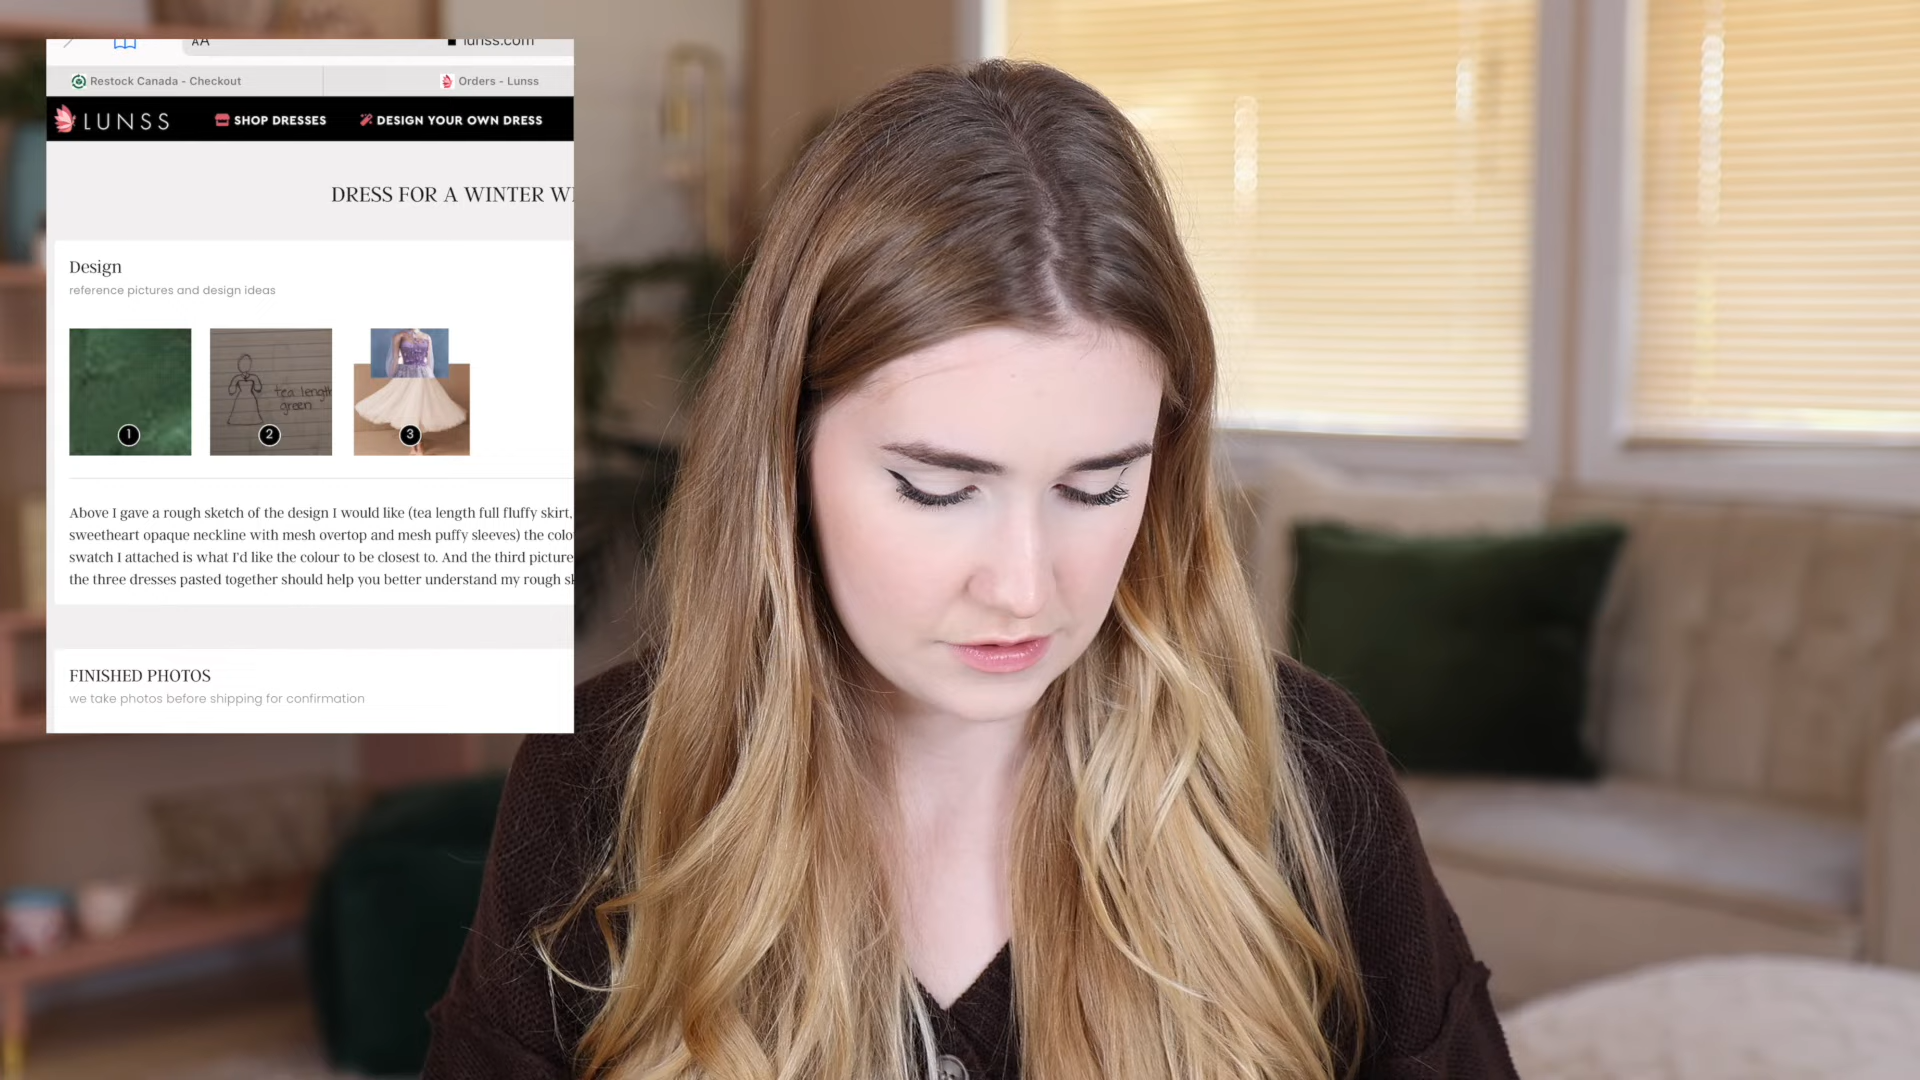 AA
lunss.com
Restock Canada - Checkout
Orders - Lunss
LUNSS
SHOP DRESSES
DESIGN YOUR OWN DRESS
DRESS FOR A WINTER
Design
reference pictures and design ideas
tea length
green
1
2
3
Above I gave a rough sketch of the design I would like (tea length full fluffy skirt,
sweetheart opaque neckline with mesh overtop and mesh puffy sleeves) the colo
swatch I attached is what I'd like the colour to be closest to. And the third picture
the three dresses pasted together should help you better understand my rough
FINISHED PHOTOS
we take photos before shipping for confirmation